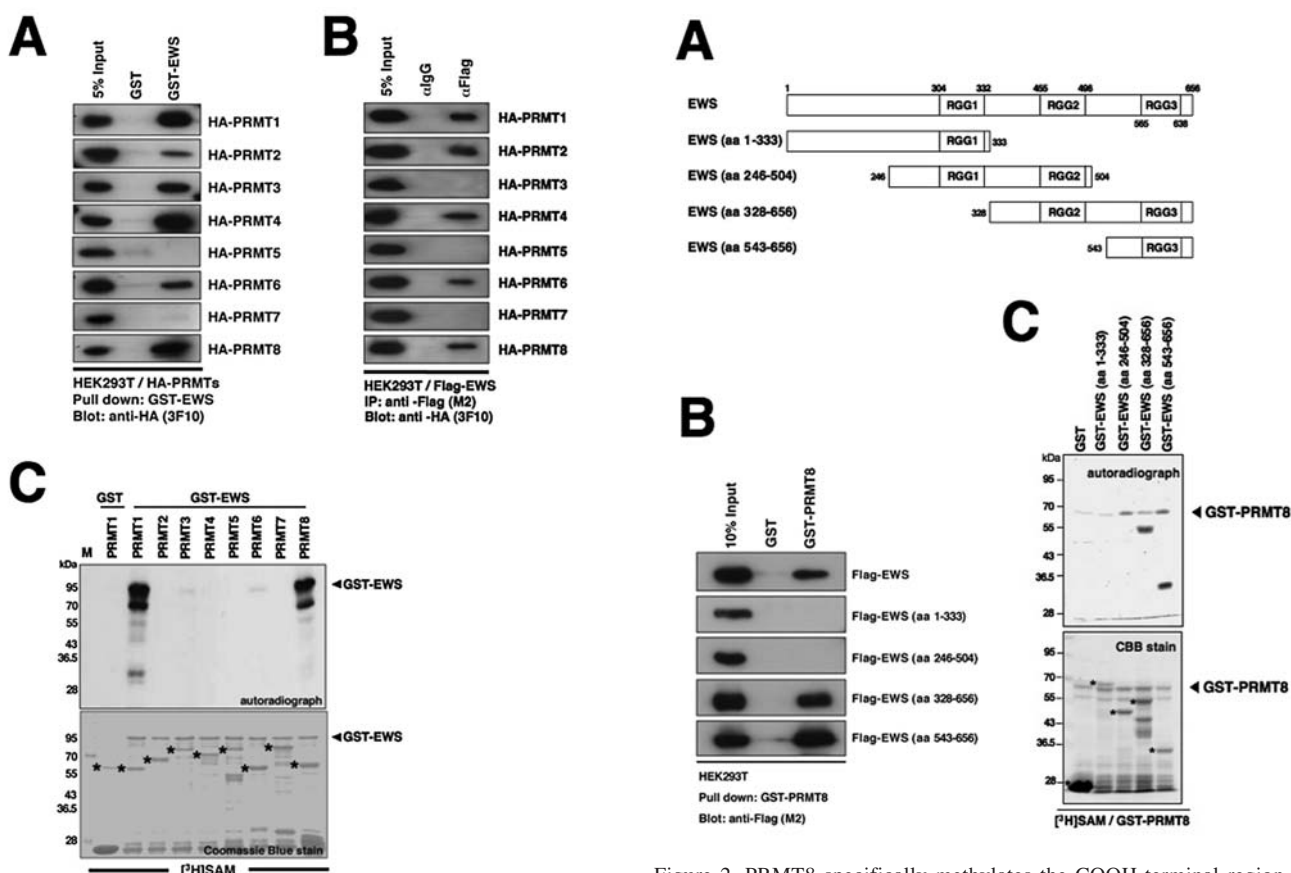 A
5% Input
GST
GST-EWS
HA-PRMT1
HA-PRMT2
HA-PRMT3
HA-PRMT4
HA-PRMT5
HA-PRMT6
HA-PRMT7
HA-PRMT8
HEK293T / HA-PRMTs
Pull down: GST-EWS
Blot: anti-HA (3F10)
B
5% Input
αIgG
αFlag
HA-PRMT1
HA-PRMT2
HA-PRMT3
HA-PRMT4
HA-PRMT5
HA-PRMT6
HA-PRMT7
HA-PRMT8
HEK293T / Flag-EWS
IP: anti -Flag (M2)
Blot: anti -HA (3F10)
C
GST GST-EWS
M PRMT1 PRMT1 PRMT2 PRMT3 PRMT4 PRMT5 PRMT6 PRMT7 PRMT8
kDa
95
70
55
43
36.5
28
◄GST-EWS
autoradiograph
95
70
55
43
36.5
28
◄GST-EWS
Coomassie Blue stain
[³H]SAM
A
1 304 332 455 496 656
EWS RGG1 RGG2 RGG3
565 638
EWS (aa 1-333) RGG1 333
EWS (aa 246-504) 246 RGG1 RGG2 504
EWS (aa 328-656) 328 RGG2 RGG3
EWS (aa 543-656) 543 RGG3
B
10% Input
GST
GST-PRMT8
Flag-EWS
Flag-EWS (aa 1-333)
Flag-EWS (aa 246-504)
Flag-EWS (aa 328-656)
Flag-EWS (aa 543-656)
HEK293T
Pull down: GST-PRMT8
Blot: anti-Flag (M2)
C
GST
GST-EWS (aa 1-333)
GST-EWS (aa 246-504)
GST-EWS (aa 328-656)
GST-EWS (aa 543-656)
kDa
autoradiograph
95
70
55
43
36.5
28
◄ GST-PRMT8
CBB stain
95
70
55
43
36.5
28
◄ GST-PRMT8
[³H]SAM / GST-PRMT8
Figure 2. PRMT8 specifically methylates the COOH terminal region